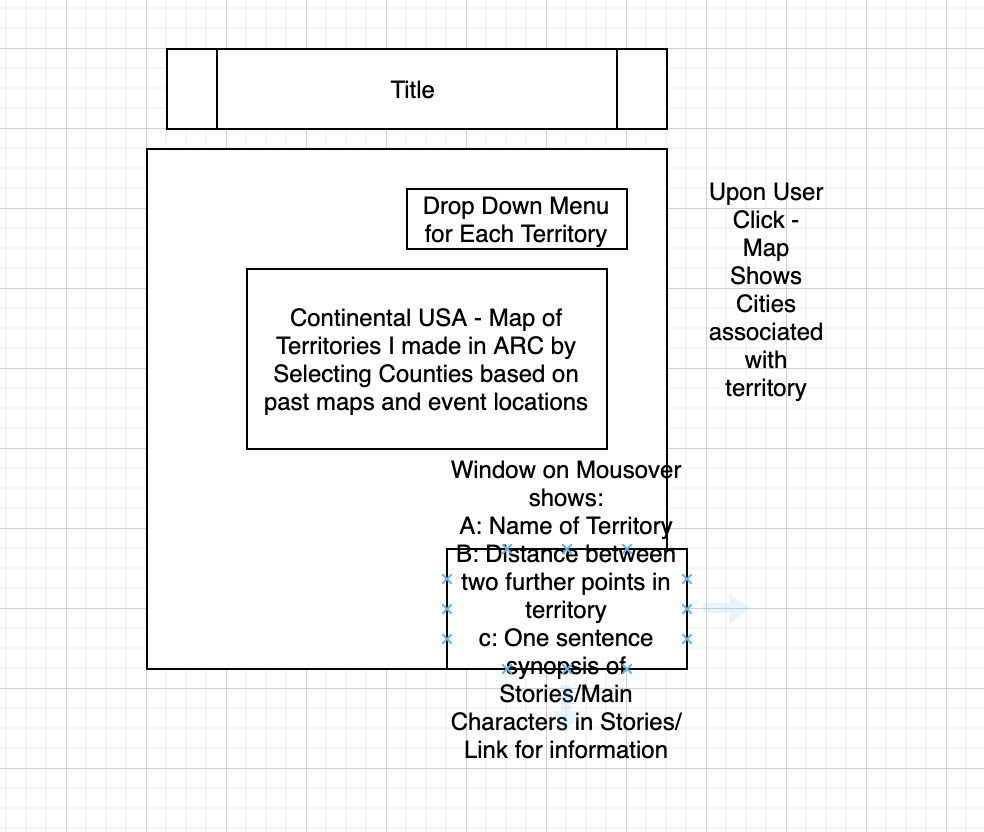 Title
Drop Down Menu
for Each Territory
Upon User
Click -
Map
Shows
Cities
associated
with
territory
Continental USA - Map of
Territories I made in ARC by
Selecting Counties based on
past maps and event locations
Window on Mousover
shows:
A: Name of Territory
B: Distance between
two further points in
territory
c: One sentence
synopsis of
Stories/Main
Characters in Stories/
Link for information